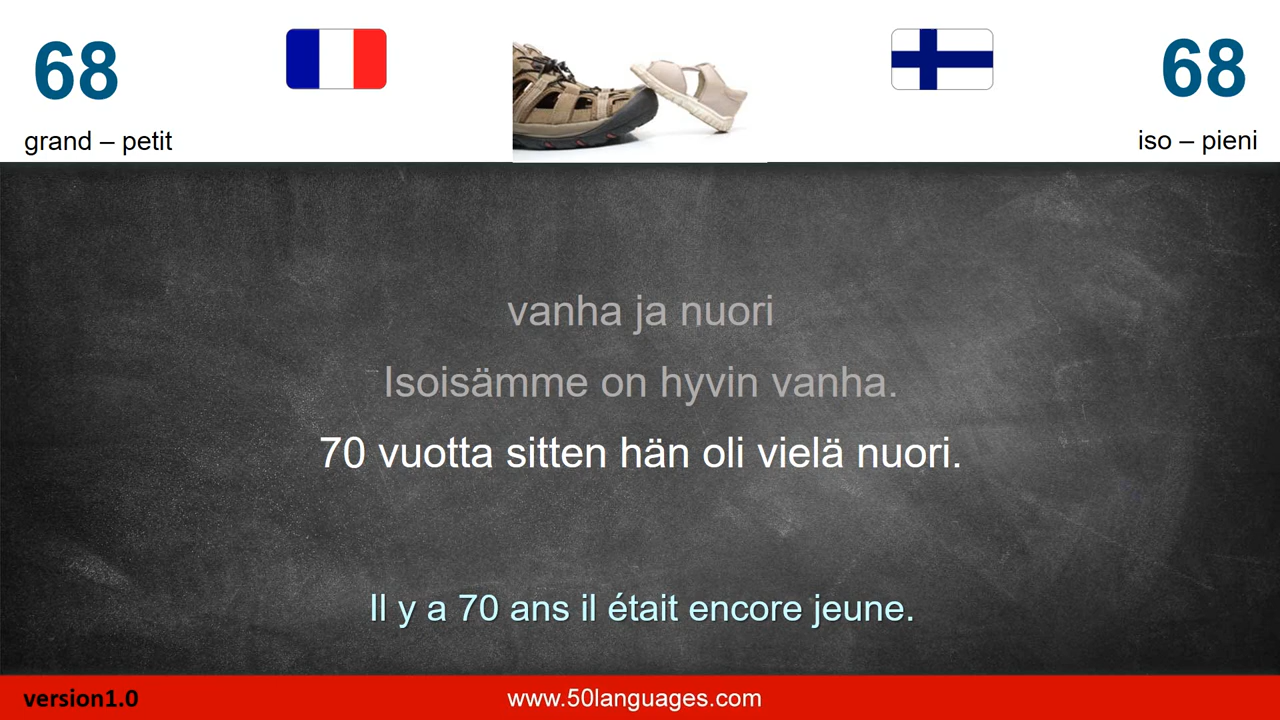 68
68
grand – petit
iso – pieni
vanha ja nuori
Isoisämme on hyvin vanha.
70 vuotta sitten hän oli vielä nuori.
Il y a 70 ans il était encore jeune.
version1.0
www.50languages.com